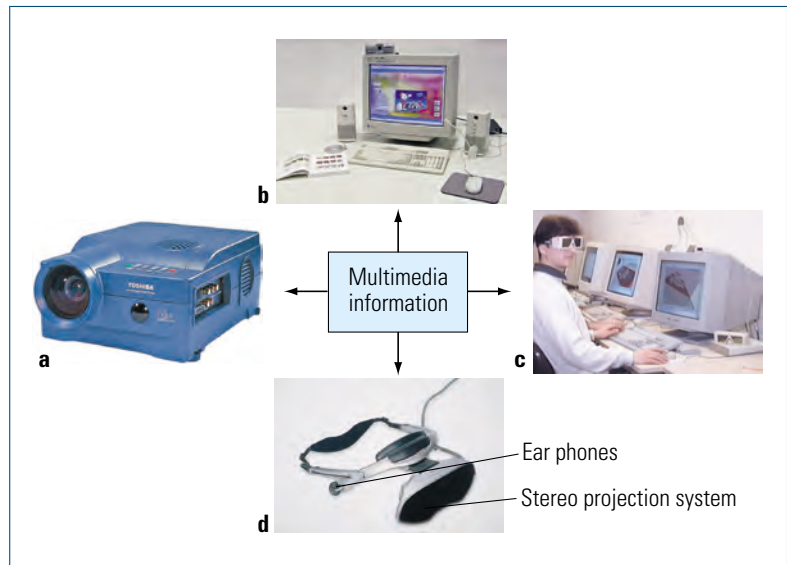 b
TOSHIBA
Multimedia
information
a
c
Ear phones
Stereo projection system
d